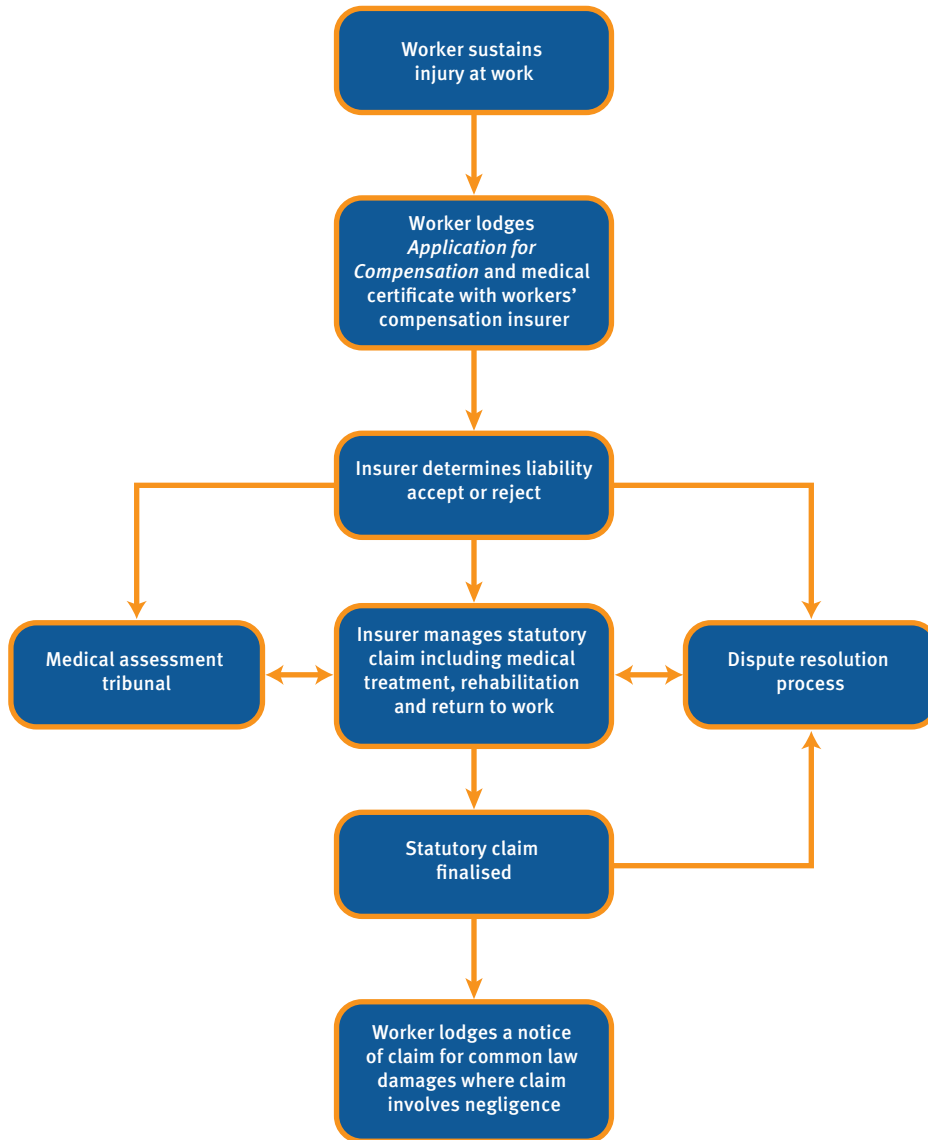 Worker sustains
injury at work
Worker lodges
Application for
Compensation and medical
certificate with workers’
compensation insurer
Insurer determines liability
accept or reject
Medical assessment
tribunal
Insurer manages statutory
claim including medical
treatment, rehabilitation
and return to work
Dispute resolution
process
Statutory claim
finalised
Worker lodges a notice
of claim for common law
damages where claim
involves negligence